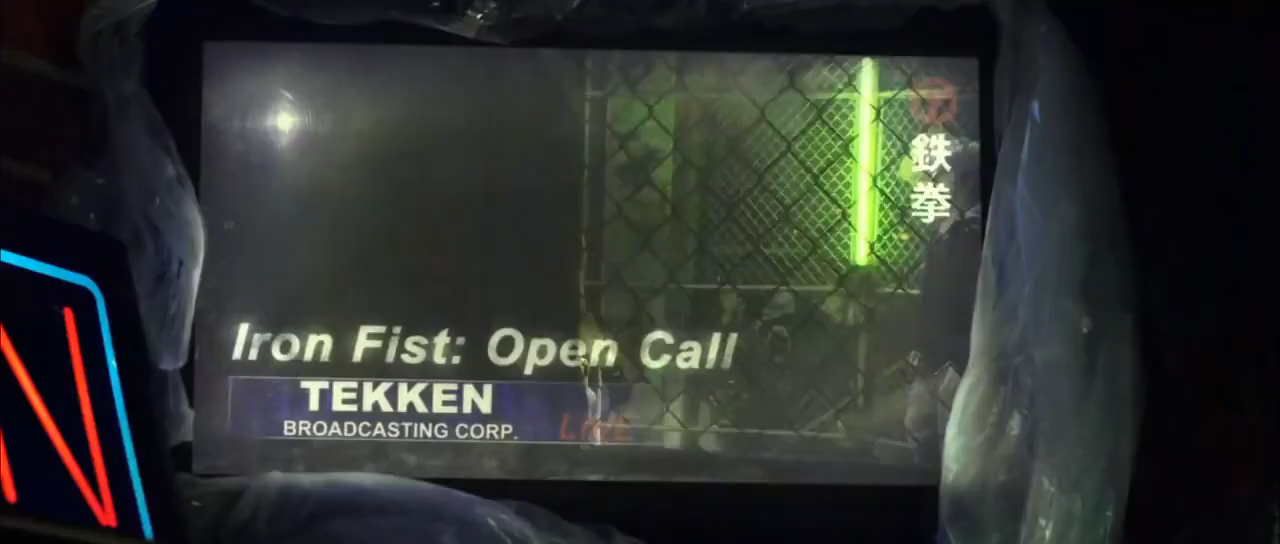 鉄拳
Iron Fist: Open Call
TEKKEN
BROADCASTING CORP.
LIVE
N